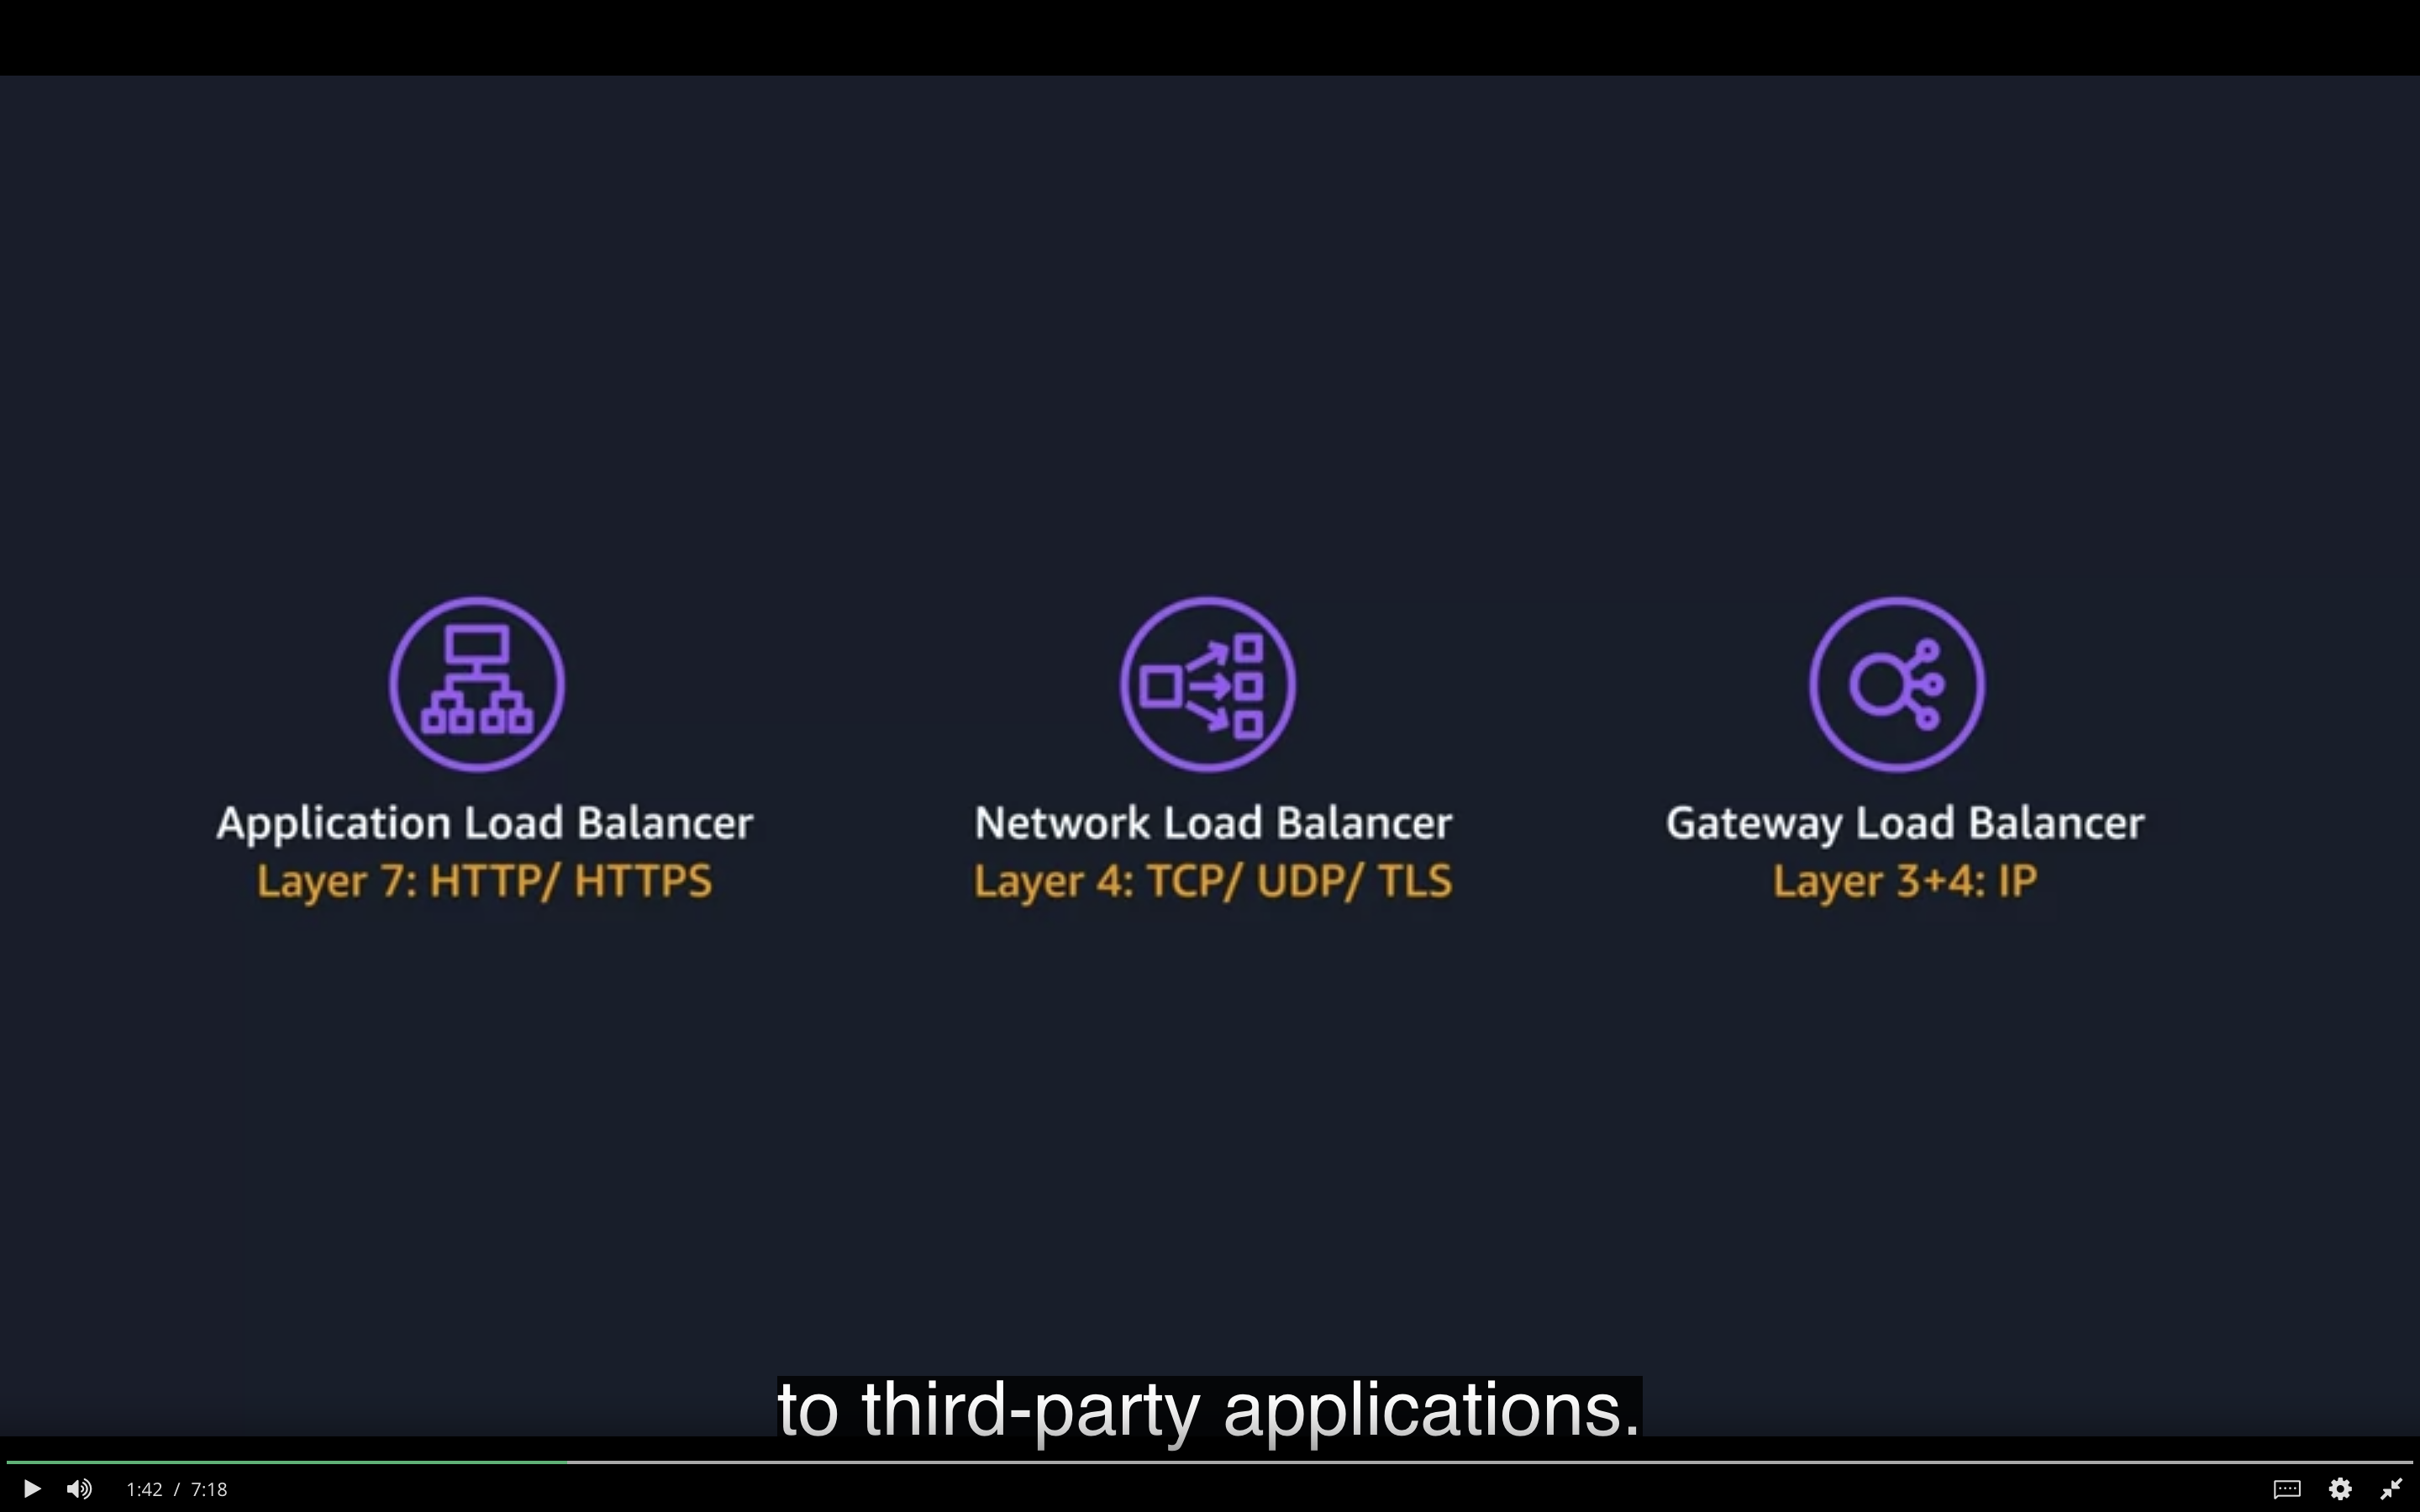 Application Load Balancer
Layer 7: HTTP/ HTTPS
Network Load Balancer
Layer 4: TCP/ UDP/ TLS
Gateway Load Balancer
Layer 3+4: IP
to third-party applications.
1:42 / 7:18